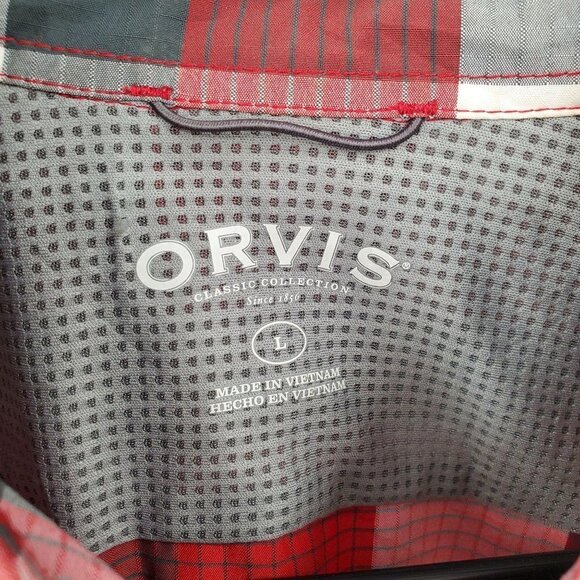 ORVIS®
CLASSIC COLLECTION
Since 1856
L
MADE IN VIETNAM
HECHO EN VIETNAM